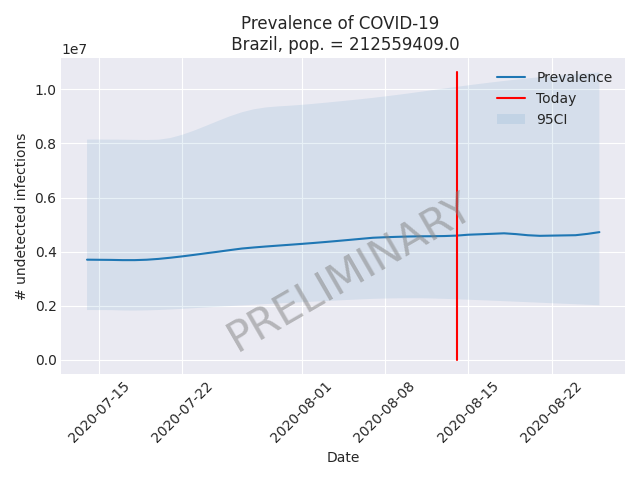 Prevalence of COVID-19
Brazil, pop. = 212559409.0
1e7
Prevalence
Today
95CI
1.0
0.8
0.6
0.4
0.2
0.0
# undetected infections
PRELIMINARY
2020-07-15
2020-07-22
2020-08-01
2020-08-08
2020-08-15
2020-08-22
Date